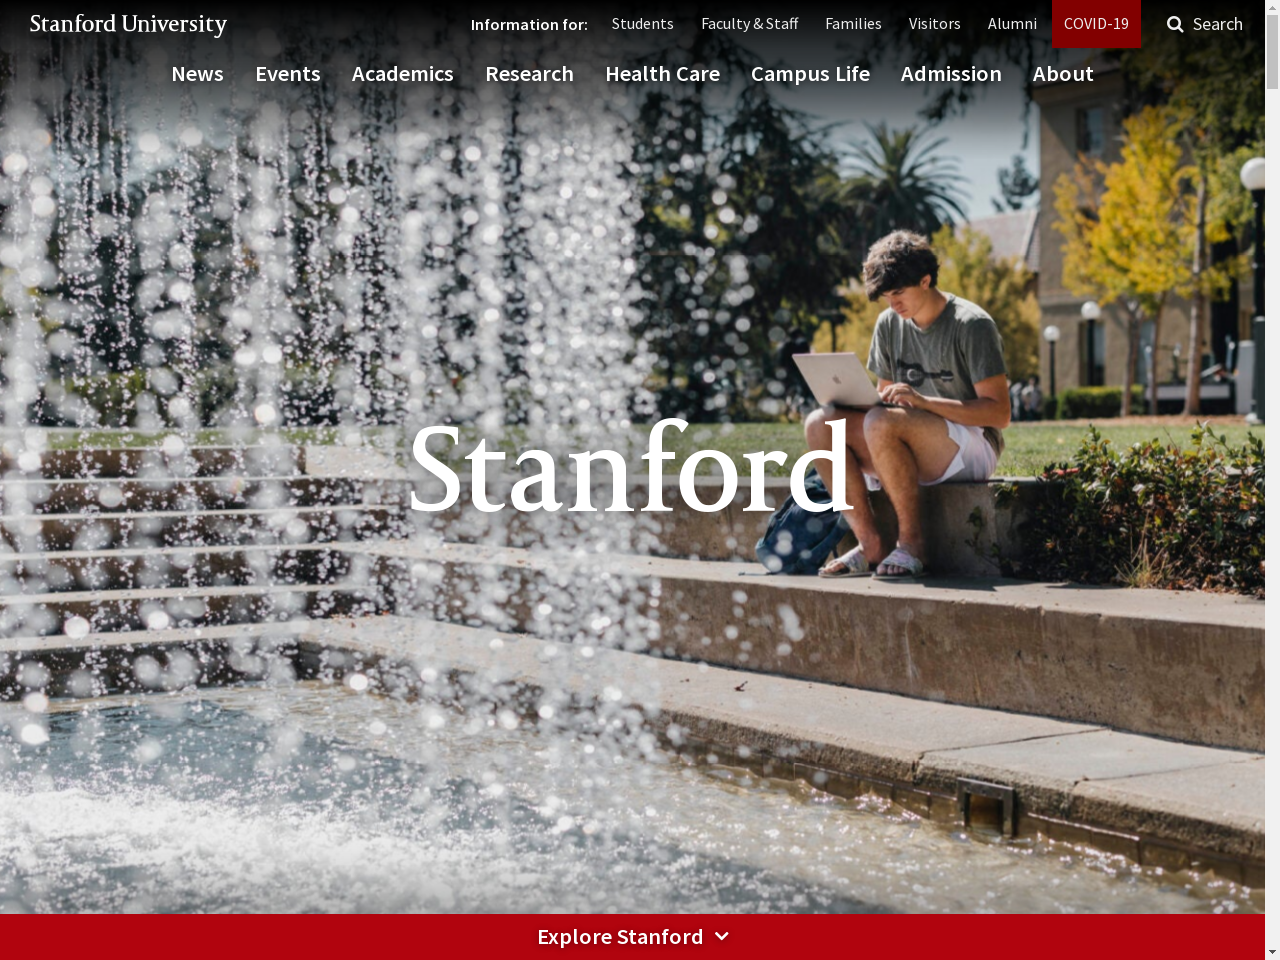 Stanford University
Information for: Students Faculty & Staff Families Visitors Alumni COVID-19 Search
News Events Academics Research Health Care Campus Life Admission About
Stanford
Explore Stanford